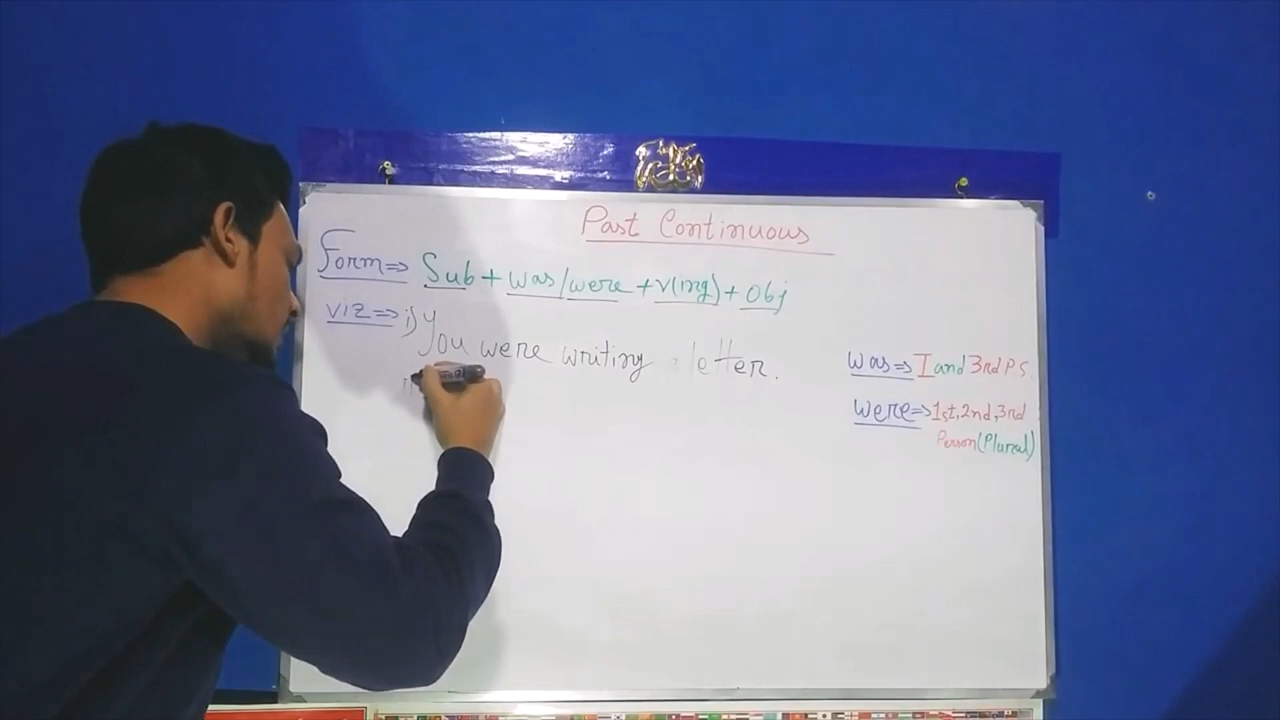 Past Continuous
Form=> Sub + was/were + v(ing) + Obj
viz=> i) You were writing a letter.
was=> I and 3rd P.S.
were=> 1st, 2nd, 3rd
Person (Plural)